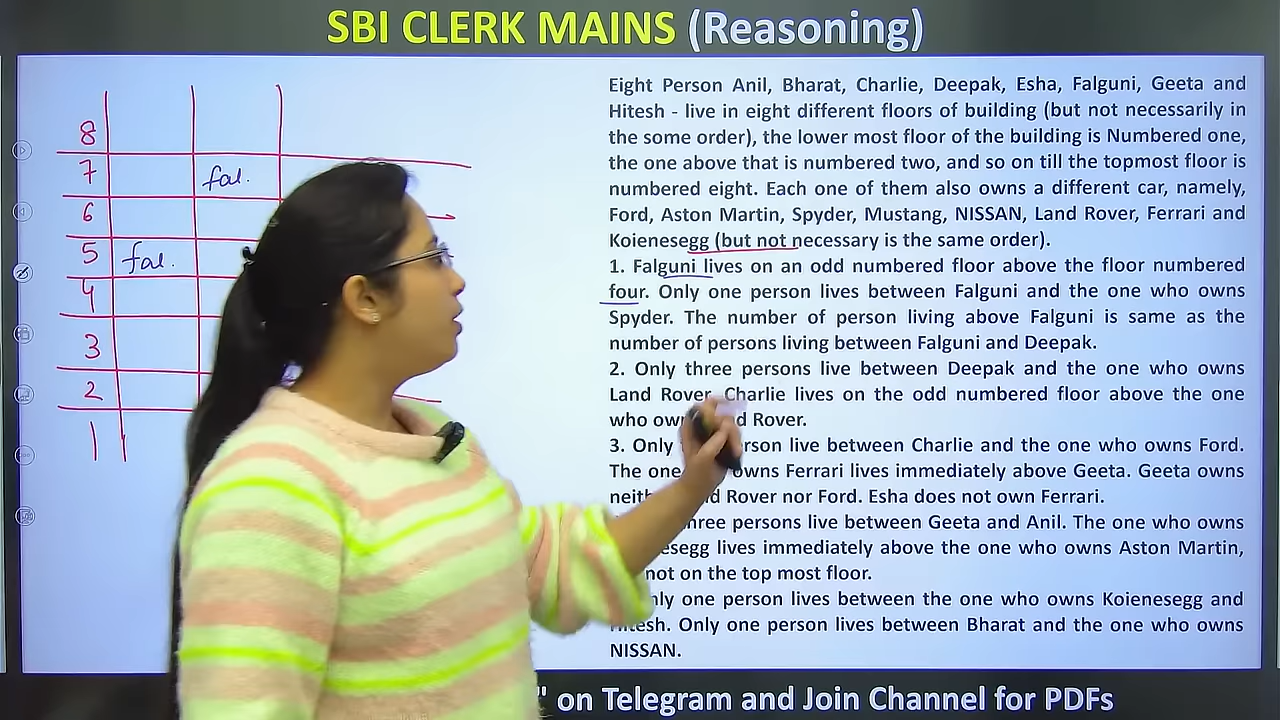 SBI CLERK MAINS (Reasoning)
Eight Person Anil, Bharat, Charlie, Deepak, Esha, Falguni, Geeta and
Hitesh - live in eight different floors of building (but not necessarily in
the same order), the lower most floor of the building is Numbered one,
the one above that is numbered two, and so on till the topmost floor is
numbered eight. Each one of them also owns a different car, namely,
Ford, Aston Martin, Spyder, Mustang, NISSAN, Land Rover, Ferrari and
Koienesegg (but not necessary is the same order).
1. Falguni lives on an odd numbered floor above the floor numbered
four. Only one person lives between Falguni and the one who owns
Spyder. The number of person living above Falguni is same as the
number of persons living between Falguni and Deepak.
2. Only three persons live between Deepak and the one who owns
Land Rover. Charlie lives on the odd numbered floor above the one
who Rover.
3. Only live between Charlie and the one who owns Ford.
The one owns Ferrari lives immediately above Geeta. Geeta owns
Rover nor Ford. Esha does not own Ferrari.
three persons live between Geeta and Anil. The one who owns
lives immediately above the one who owns Aston Martin,
not on the top most floor.
only one person lives between the one who owns Koienesegg and
Hitesh. Only one person lives between Bharat and the one who owns
NISSAN.
8
7 fal.
6
5 fal.
4
3
2
1
" on Telegram and Join Channel for PDFs